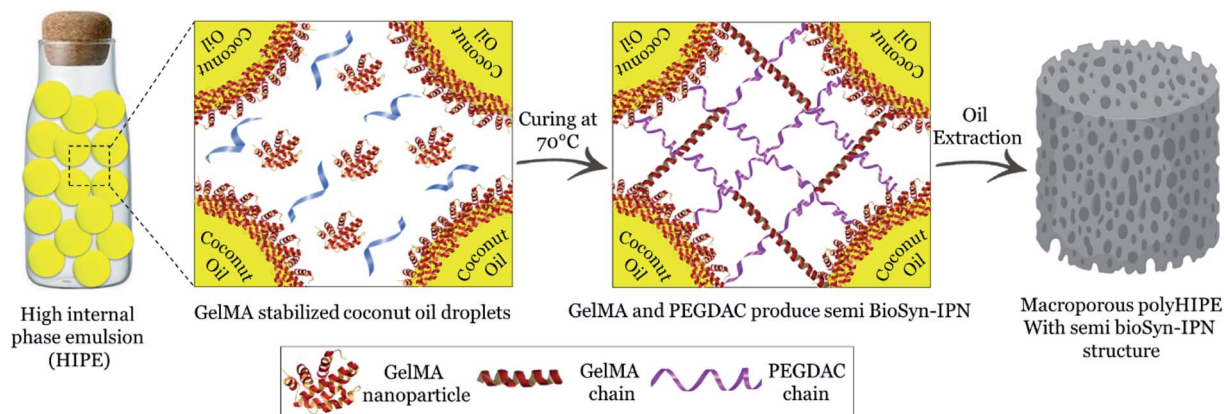 Coconut
Oil
Coconut
Oil
Coconut
Oil
Coconut
Oil
Coconut
Oil
Coconut
Oil
Coconut
Oil
Coconut
Oil
Curing at
70°C
Oil
Extraction
High internal
phase emulsion
(HIPE)
GelMA stabilized coconut oil droplets
GelMA and PEGDAC produce semi BioSyn-IPN
Macroporous polyHIPE
With semi bioSyn-IPN
structure
GelMA
nanoparticle
GelMA
chain
PEGDAC
chain